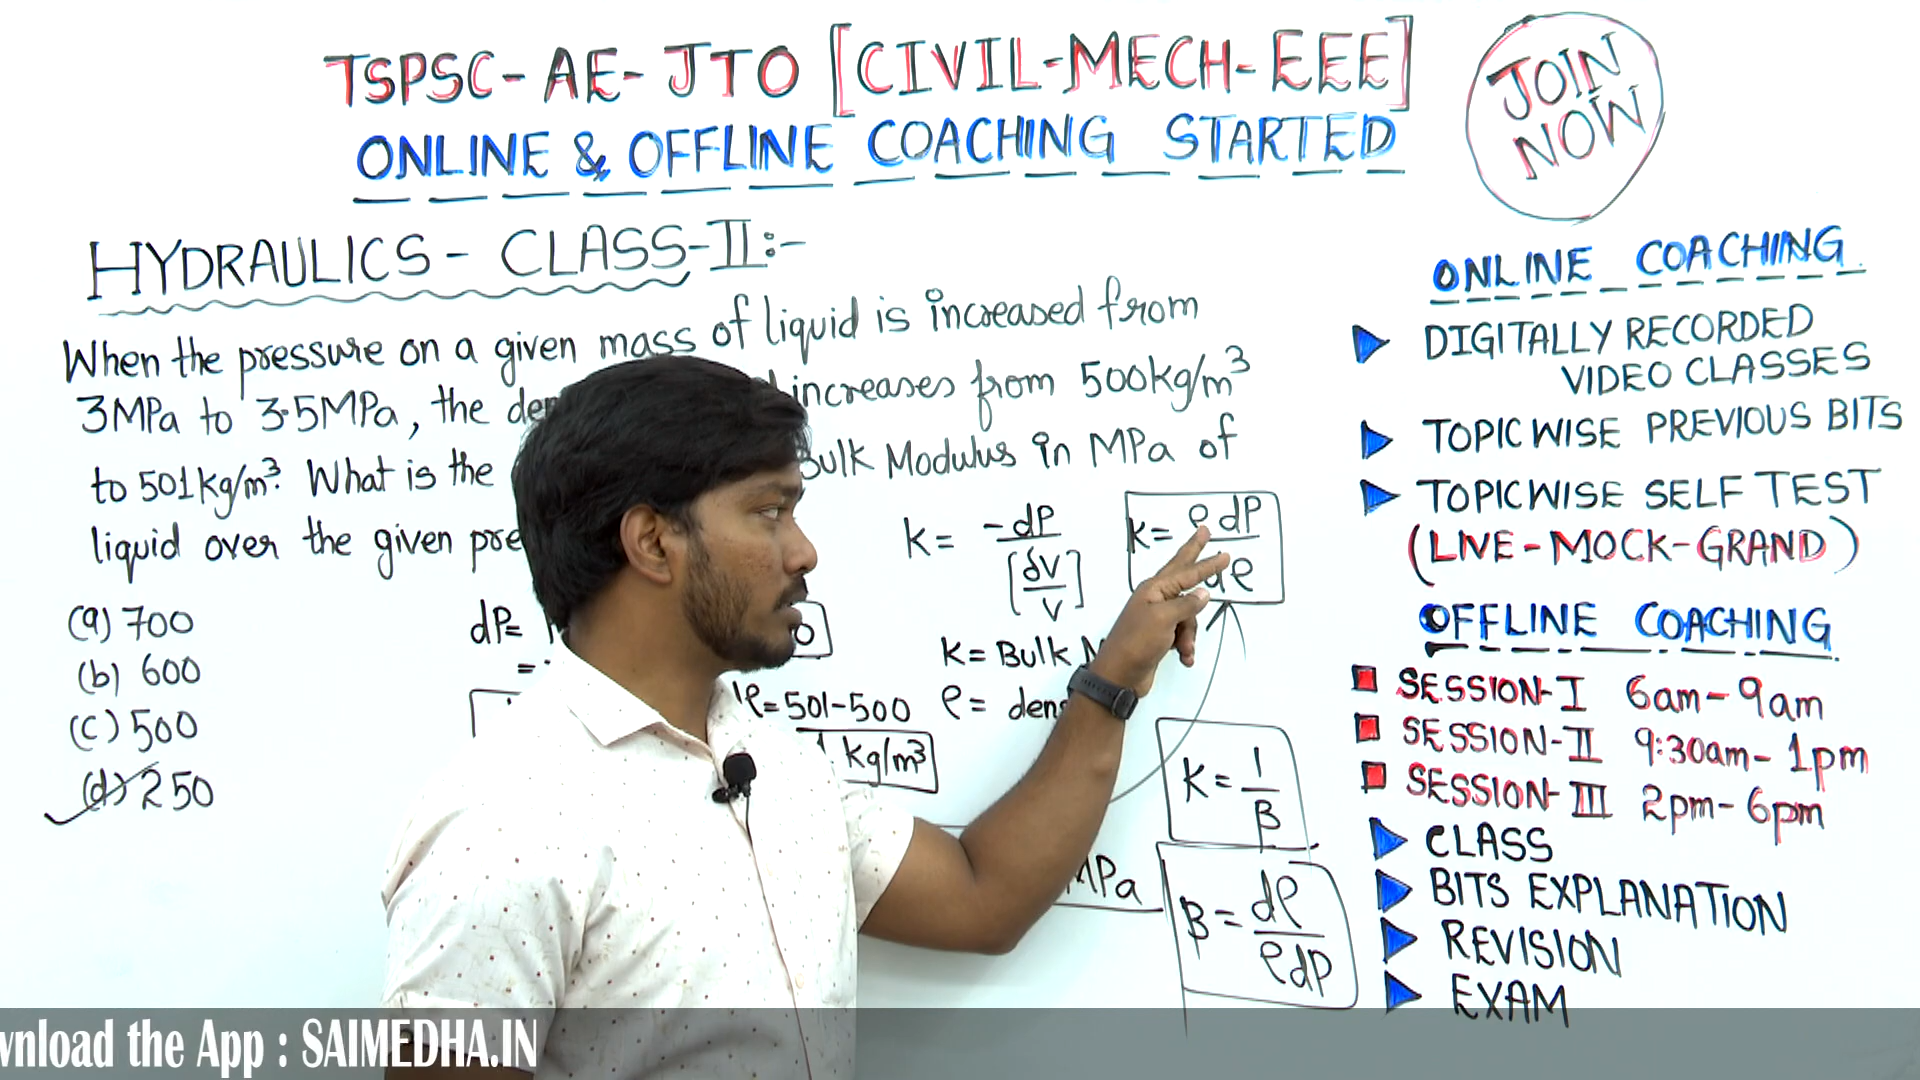 TSPSC-AE-JTO [CIVIL-MECH-EEE]
ONLINE & OFFLINE COACHING STARTED
JOIN
NOW
HYDRAULICS - CLASS-II:-
When the pressure on a given mass of liquid is increased from
3MPa to 3.5MPa, the increases from 500kg/m³
to 501kg/m³. What is the Bulk Modulus in MPa of
liquid over the given
(a) 700
(b) 600
(c) 500
(d) 250
dP=
=
ρ=501-500
kg/m³
K= -dP
[dV/V]
K= ρdP
dρ
K= Bulk
ρ=
K= 1/β
MPa
β= dρ
ρdP
ONLINE COACHING
DIGITALLY RECORDED
VIDEO CLASSES
TOPICWISE PREVIOUS BITS
TOPICWISE SELF TEST
(LIVE-MOCK-GRAND)
OFFLINE COACHING
SESSION-I 6am-9am
SESSION-II 9:30am-1pm
SESSION-III 2pm-6pm
CLASS
BITS EXPLANATION
REVISION
EXAM
the App : SAIMEDHA.IN